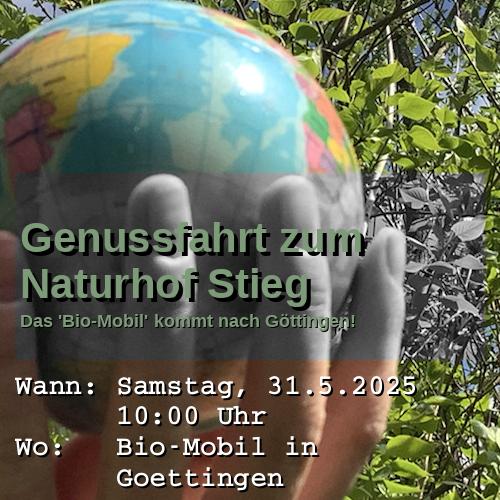 Genussfahrt zum
Naturhof Stieg
Das 'Bio-Mobil' kommt nach Göttingen!
Wann: Samstag, 31.5.2025
10:00 Uhr
Wo: Bio-Mobil in
Goettingen